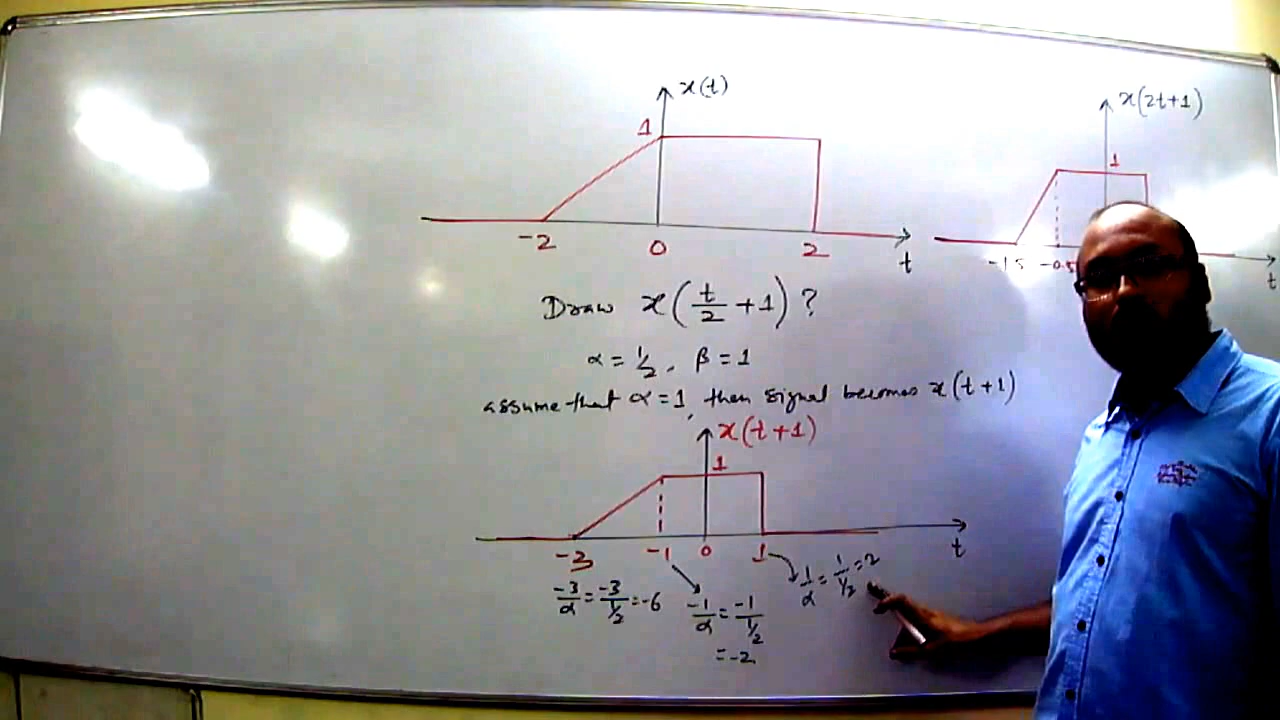 x(t)
1
-2 0 2 t
x(2t+1)
1
-1.5 -0.5 t
Draw x(t/2 + 1) ?
α = 1/2, β = 1
assume that α = 1, then signal becomes x(t+1)
x(t+1)
1
-3 -1 0 1 t
-3/α = -3/1/2 = -6
-1/α = -1/1/2
= -2
1/α = 1/1/2 = 2